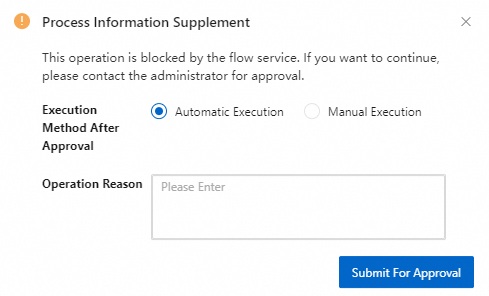 ! Process Information Supplement
This operation is blocked by the flow service. If you want to continue,
please contact the administrator for approval.
Execution
Method After
Approval
Automatic Execution
Manual Execution
Operation Reason
Please Enter
Submit For Approval